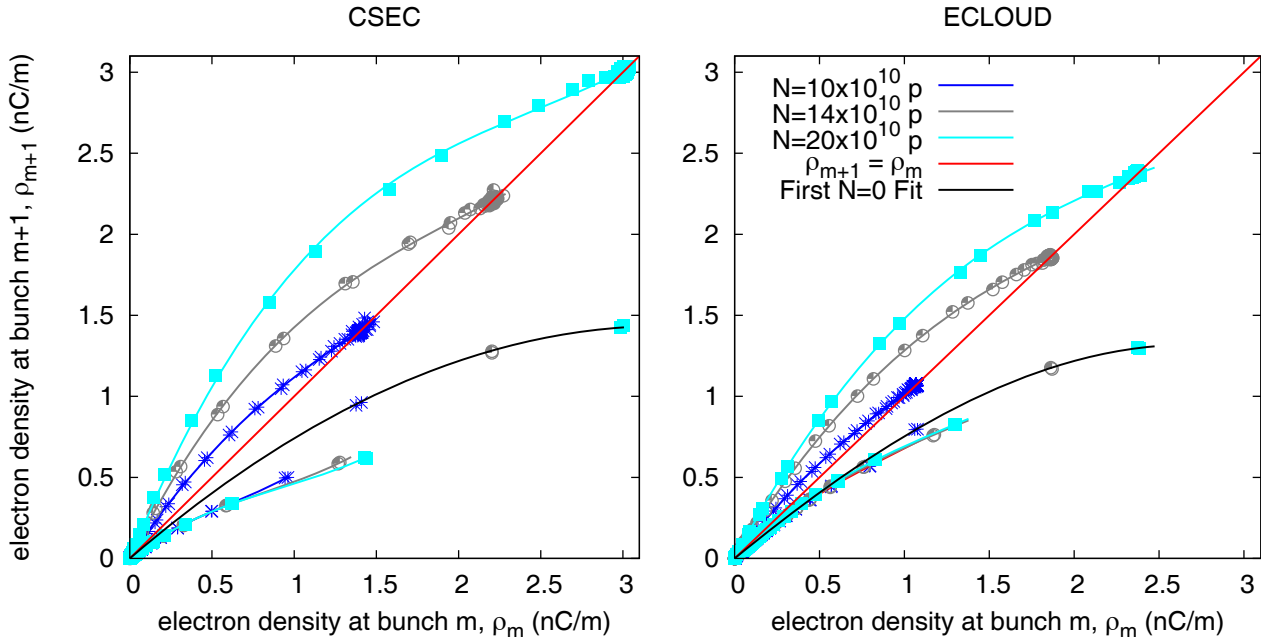 CSEC
electron density at bunch m+1, ρm+1 (nC/m)
3
2.5
2
1.5
1
0.5
0
0 0.5 1 1.5 2 2.5 3
electron density at bunch m, ρm (nC/m)
ECLOUD
N=10x10^10 p
N=14x10^10 p
N=20x10^10 p
ρm+1 = ρm
First N=0 Fit
3
2.5
2
1.5
1
0.5
0
0 0.5 1 1.5 2 2.5 3
electron density at bunch m, ρm (nC/m)